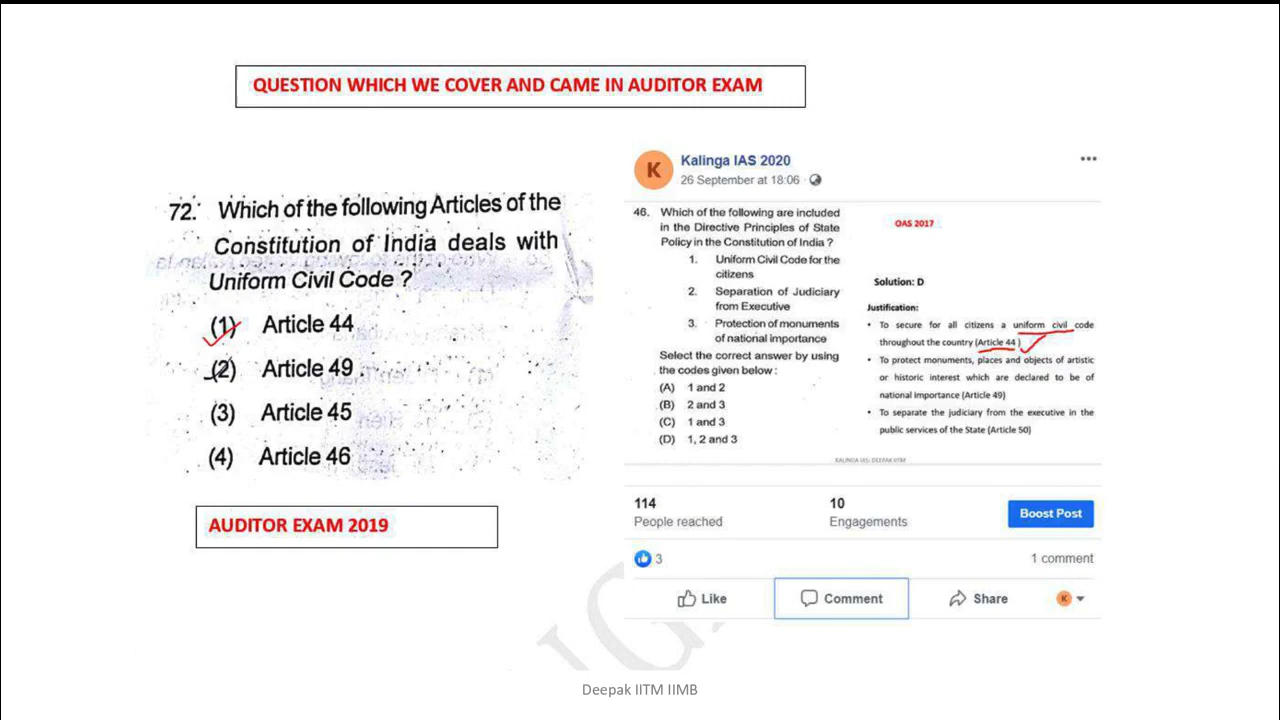 QUESTION WHICH WE COVER AND CAME IN AUDITOR EXAM
72. Which of the following Articles of the
Constitution of India deals with
Uniform Civil Code ?
(1) Article 44
(2) Article 49
(3) Article 45
(4) Article 46
AUDITOR EXAM 2019
K
Kalinga IAS 2020
26 September at 18:06
46. Which of the following are included
in the Directive Principles of State
Policy in the Constitution of India ?
1. Uniform Civil Code for the
citizens
2. Separation of Judiciary
from Executive
3. Protection of monuments
of national importance
Select the correct answer by using
the codes given below :
(A) 1 and 2
(B) 2 and 3
(C) 1 and 3
(D) 1, 2 and 3
OAS 2017
Solution: D
Justification:
• To secure for all citizens a uniform civil code
throughout the country (Article 44 )
• To protect monuments, places and objects of artistic
or historic interest which are declared to be of
national importance (Article 49)
• To separate the judiciary from the executive in the
public services of the State (Article 50)
KALINGA IAS: DEEPAK IITM
114
People reached
10
Engagements
Boost Post
3
1 comment
Like
Comment
Share
K
Deepak IITM IIMB